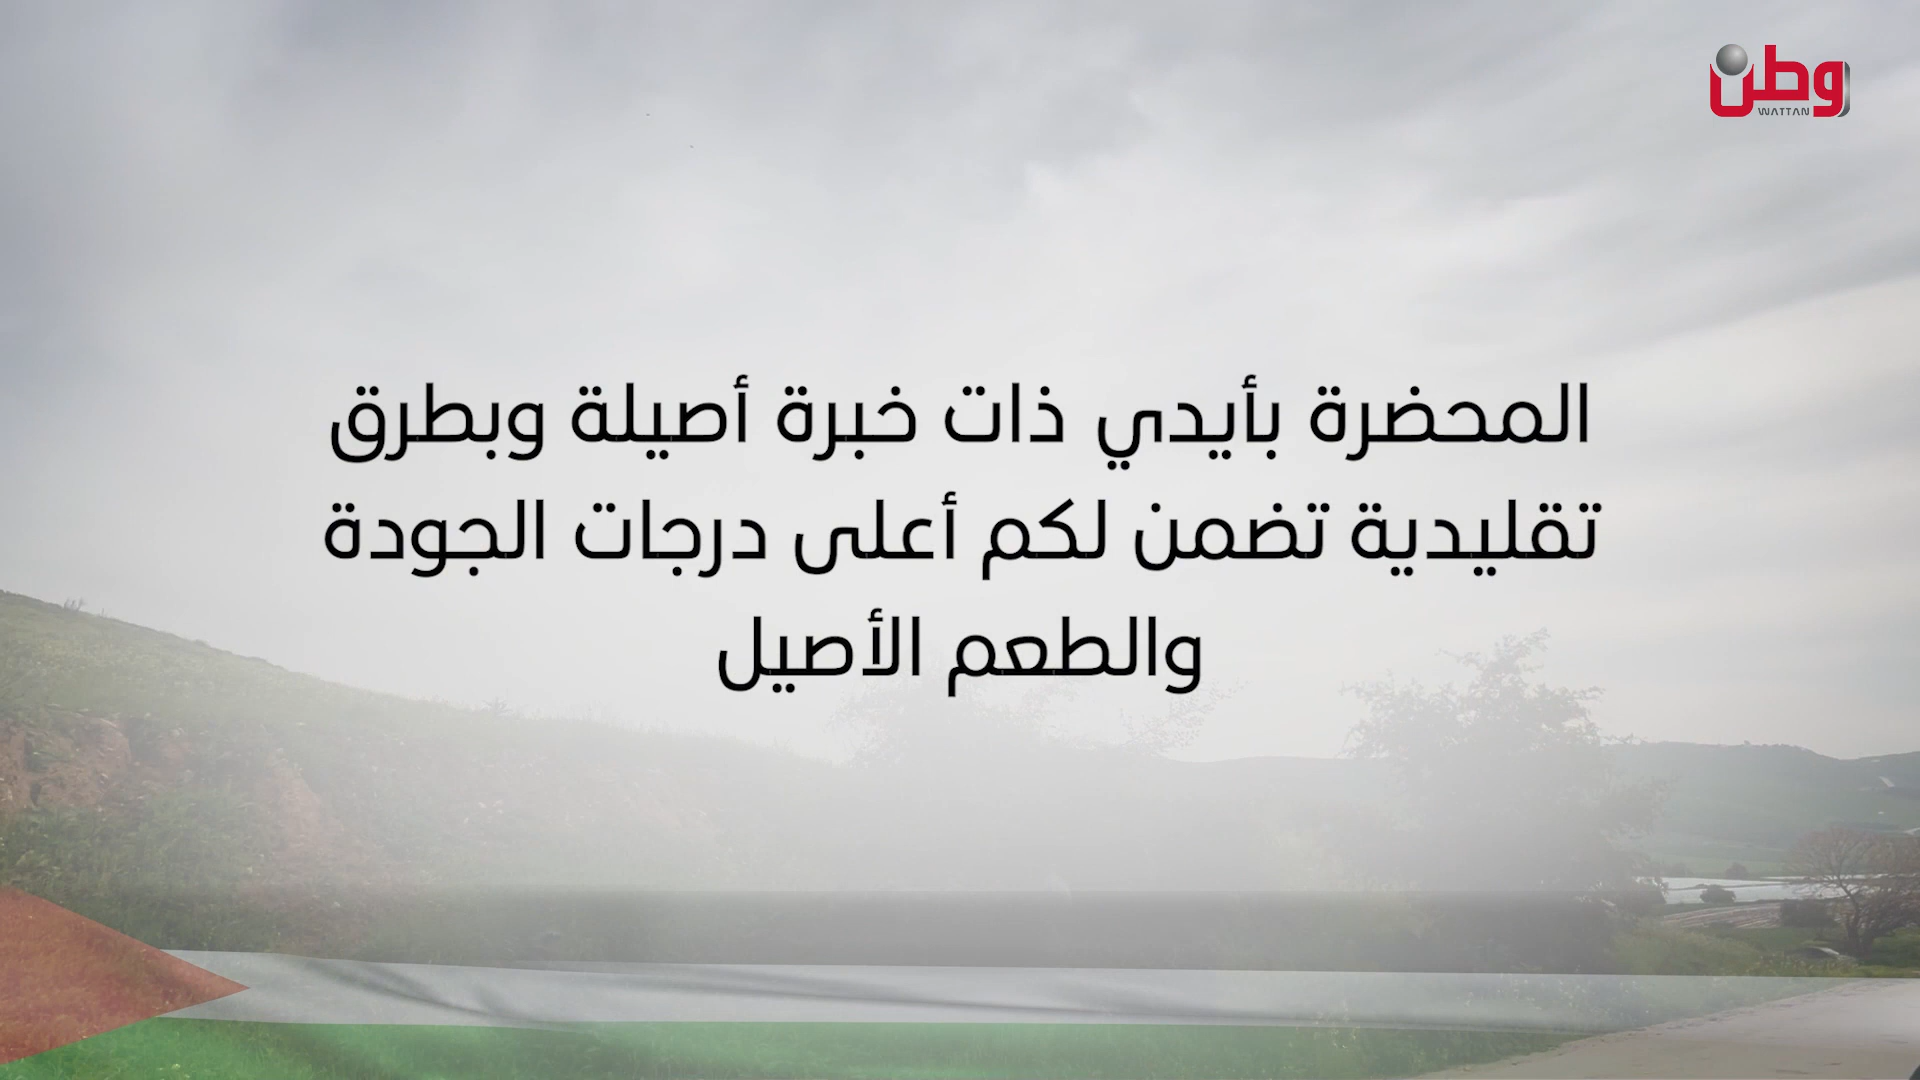 وطن
WATTAN
المحضرة بأيدي ذات خبرة أصيلة وبطرق
تقليدية تضمن لكم أعلى درجات الجودة
والطعم الأصيل